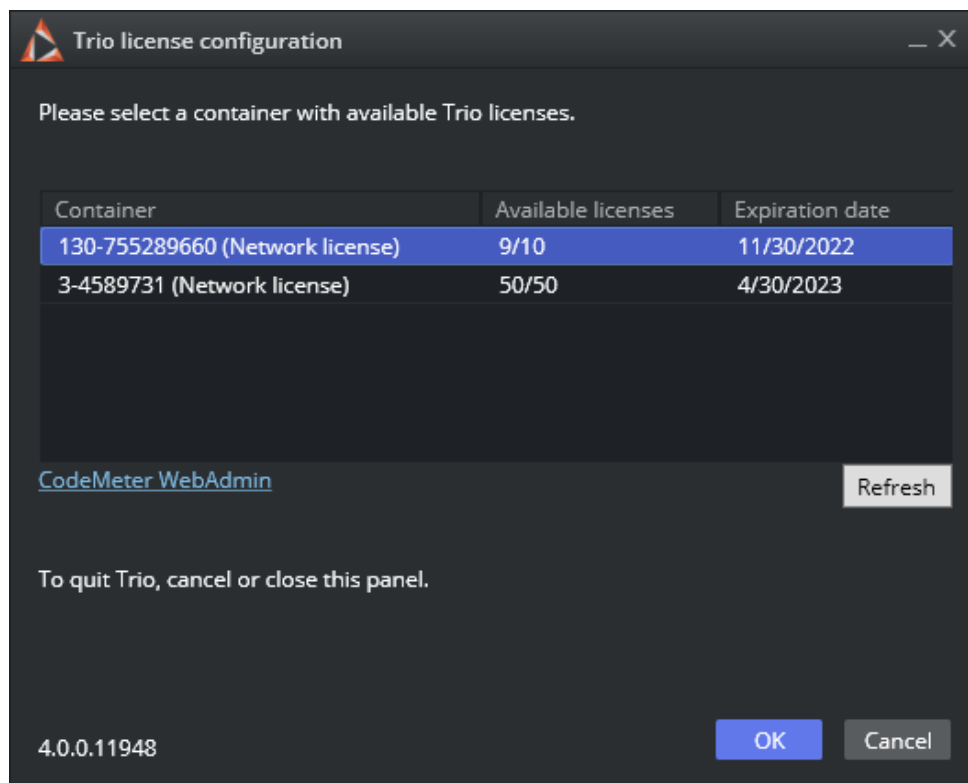 Trio license configuration
Please select a container with available Trio licenses.
Container Available licenses Expiration date
130-755289660 (Network license) 9/10 11/30/2022
3-4589731 (Network license) 50/50 4/30/2023
CodeMeter WebAdmin
Refresh
To quit Trio, cancel or close this panel.
4.0.0.11948 OK Cancel